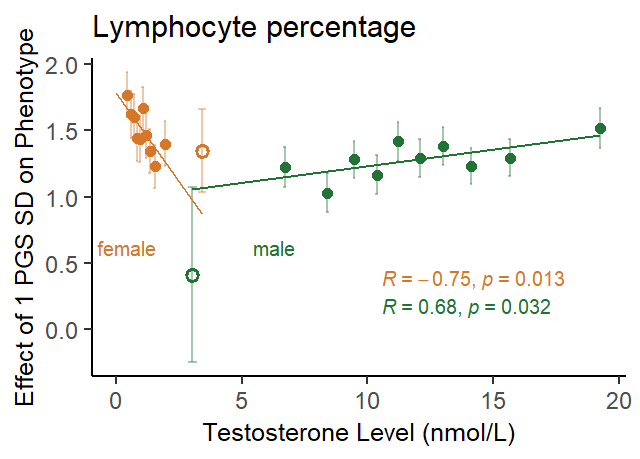 Lymphocyte percentage
Effect of 1 PGS SD on Phenotype
2.0
1.5
1.0
0.5
0.0
female
male
R = −0.75, p = 0.013
R = 0.68, p = 0.032
0 5 10 15 20
Testosterone Level (nmol/L)